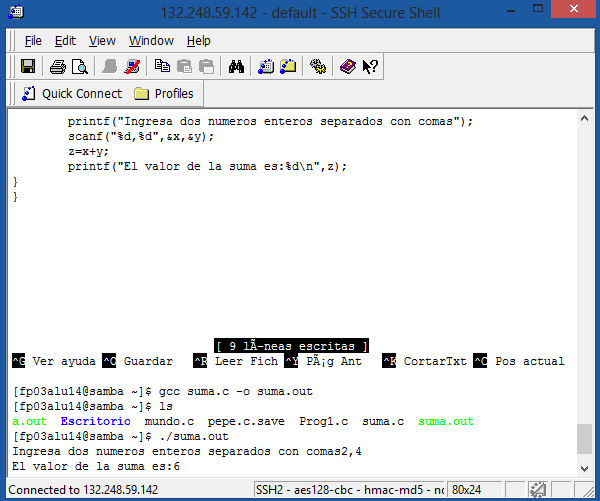 132.248.59.142 - default - SSH Secure Shell
File Edit View Window Help
Quick Connect Profiles
printf("Ingresa dos numeros enteros separados con comas");
scanf("%d,%d",&x,&y);
z=x+y;
printf("El valor de la suma es:%d\n",z);
}
}
[ 9 lÃ­neas escritas ]
^G Ver ayuda ^O Guardar ^R Leer Fich ^Y PÃ¡g Ant ^K CortarTxt ^C Pos actual
[fp03alu14@samba ~]$ gcc suma.c -o suma.out
[fp03alu14@samba ~]$ ls
a.out Escritorio mundo.c pepe.c.save Prog1.c suma.c suma.out
[fp03alu14@samba ~]$ ./suma.out
Ingresa dos numeros enteros separados con comas2,4
El valor de la suma es:6
Connected to 132.248.59.142 SSH2 - aes128-cbc - hmac-md5 - nc 80x24